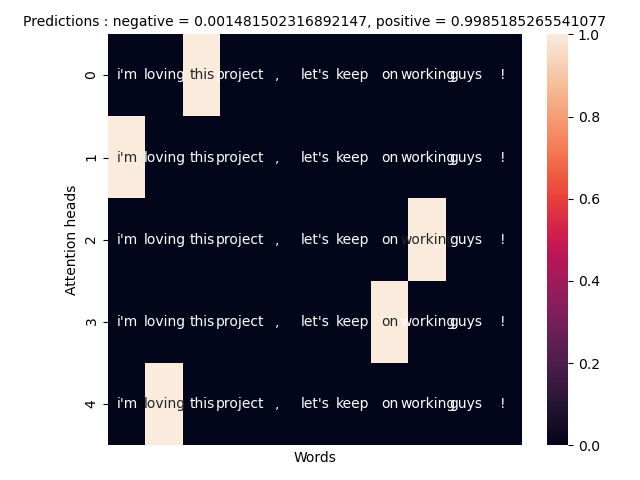 Predictions : negative = 0.001481502316892147, positive = 0.9985185265541077
0 i'm loving this project , let's keep on working guys !
1 i'm loving this project , let's keep on working guys !
2 i'm loving this project , let's keep on working guys !
3 i'm loving this project , let's keep on working guys !
4 i'm loving this project , let's keep on working guys !
Attention heads
Words
1.0
0.8
0.6
0.4
0.2
0.0